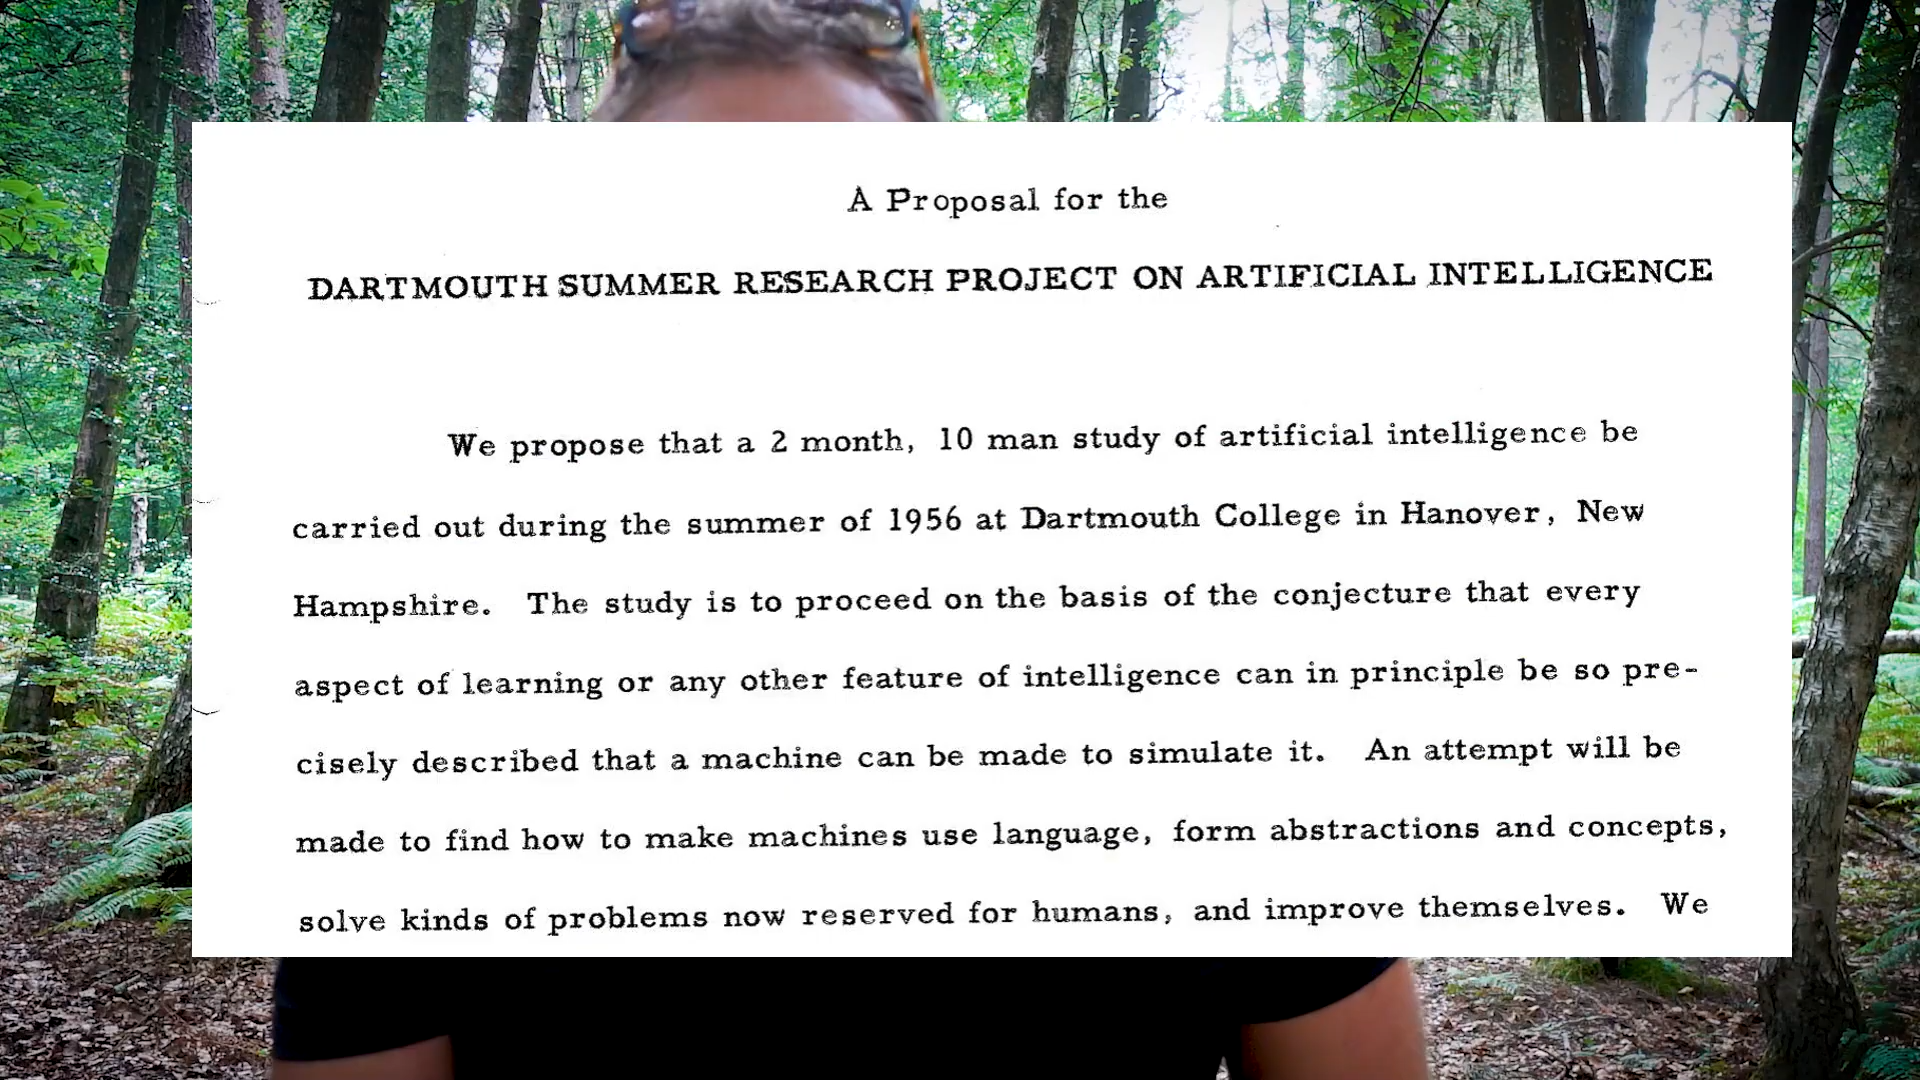 A Proposal for the
DARTMOUTH SUMMER RESEARCH PROJECT ON ARTIFICIAL INTELLIGENCE
We propose that a 2 month, 10 man study of artificial intelligence be
carried out during the summer of 1956 at Dartmouth College in Hanover, New
Hampshire. The study is to proceed on the basis of the conjecture that every
aspect of learning or any other feature of intelligence can in principle be so pre-
cisely described that a machine can be made to simulate it. An attempt will be
made to find how to make machines use language, form abstractions and concepts,
solve kinds of problems now reserved for humans, and improve themselves. We